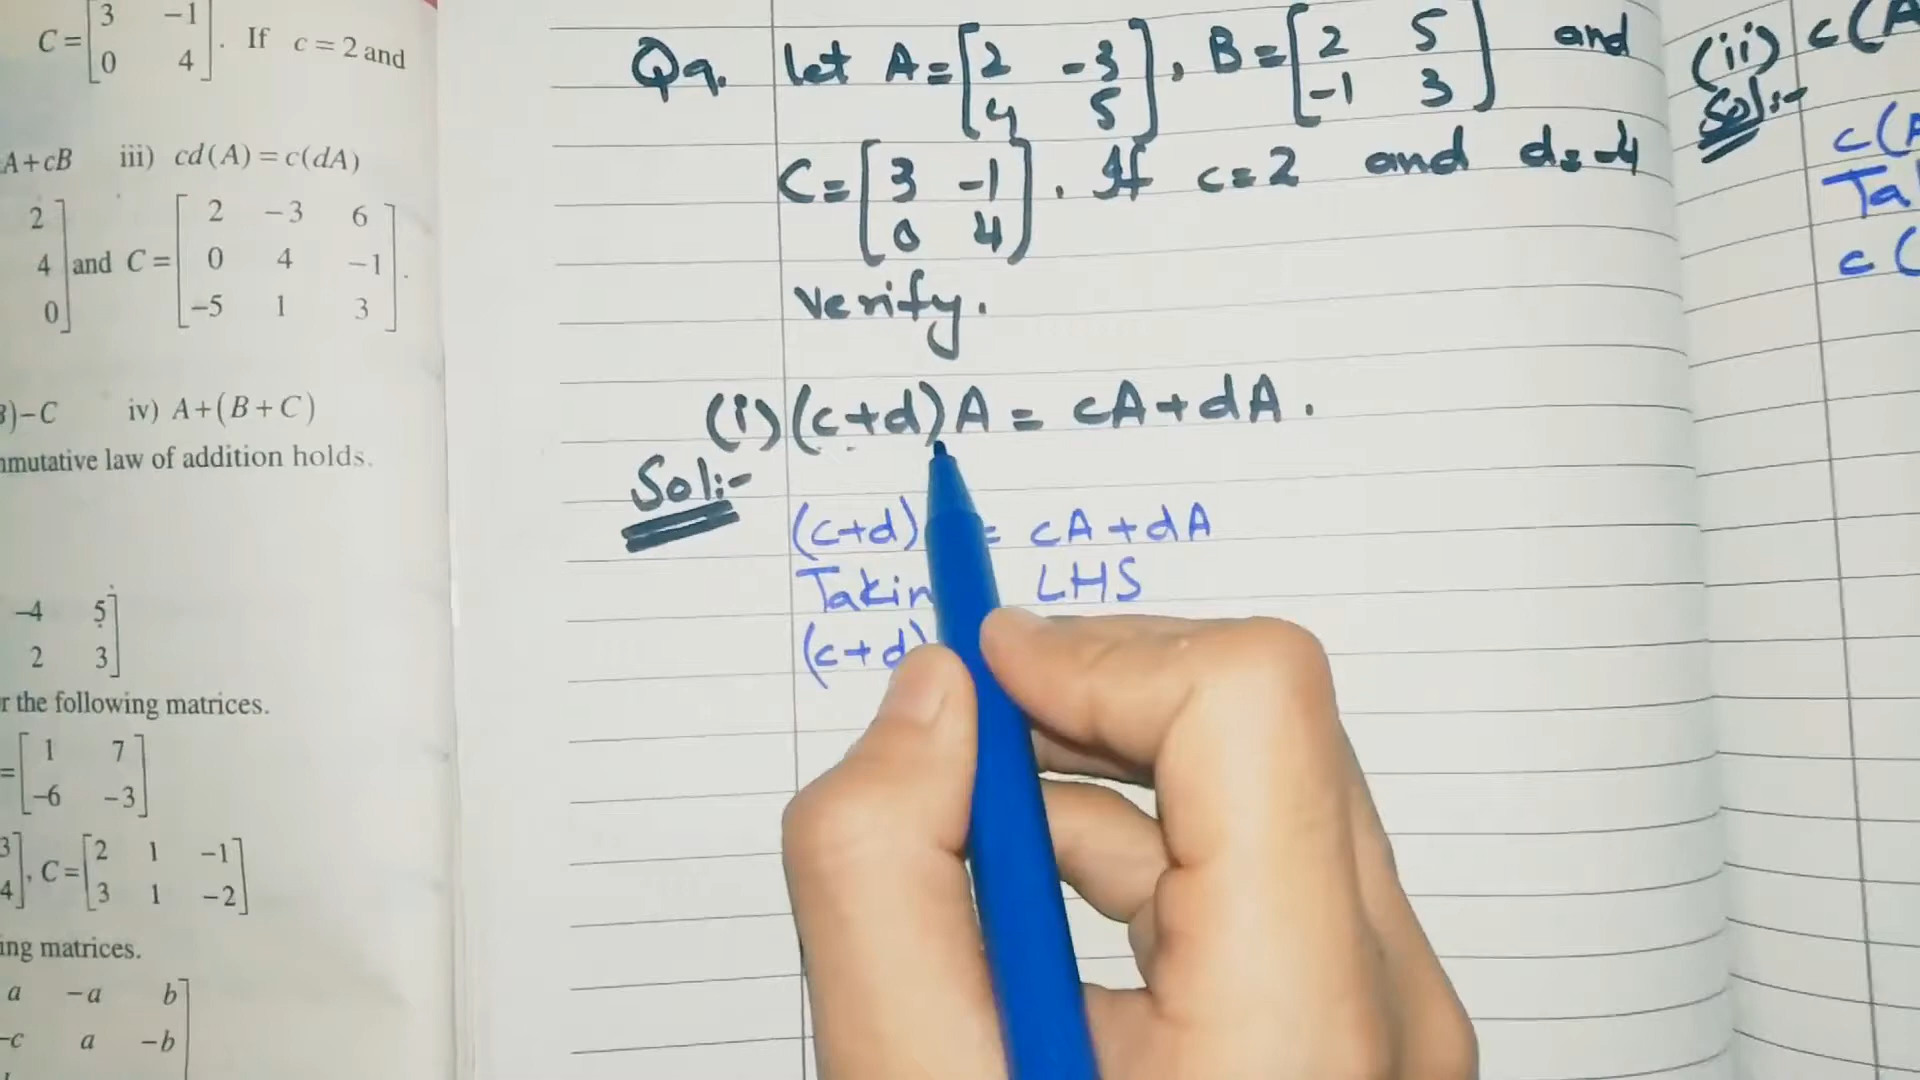 C = [3 -1
0 4]. If c = 2 and
A+cB iii) cd(A) = c(dA)
2
4
0] and C = [2 -3 6
0 4 -1
-5 1 3].
)-C iv) A+(B+C)
mutative law of addition holds.
-4 5
2 3]
r the following matrices.
= [1 7
-6 -3]
3
4], C = [2 1 -1
3 1 -2]
ing matrices.
a -a b
-c a -b
Q9. let A = [2 -3
4 5], B = [2 5
-1 3] and
C = [3 -1
0 4]. If c = 2 and d = -4
Verify.
(i) (c+d)A = cA + dA.
Sol:-
(c+d) = cA + dA
Takin LHS
(c+d)
(ii) c(A
Sol:-
c(A
Ta
c(